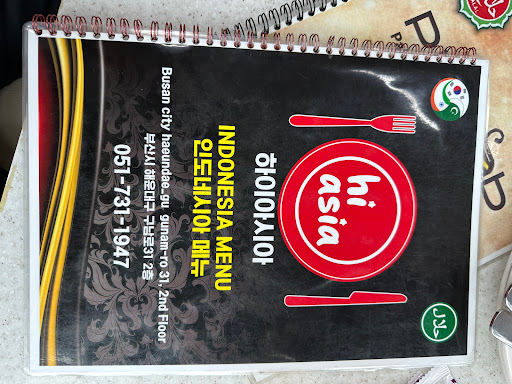 hi
asia
하이아시아
INDONESIA MENU
인도네시아 메뉴
Busan city haeundae_gu gunam-ro 31, 2nd Floor
부산시 해운대구 구남로31 2층
051-731-1947
حلال